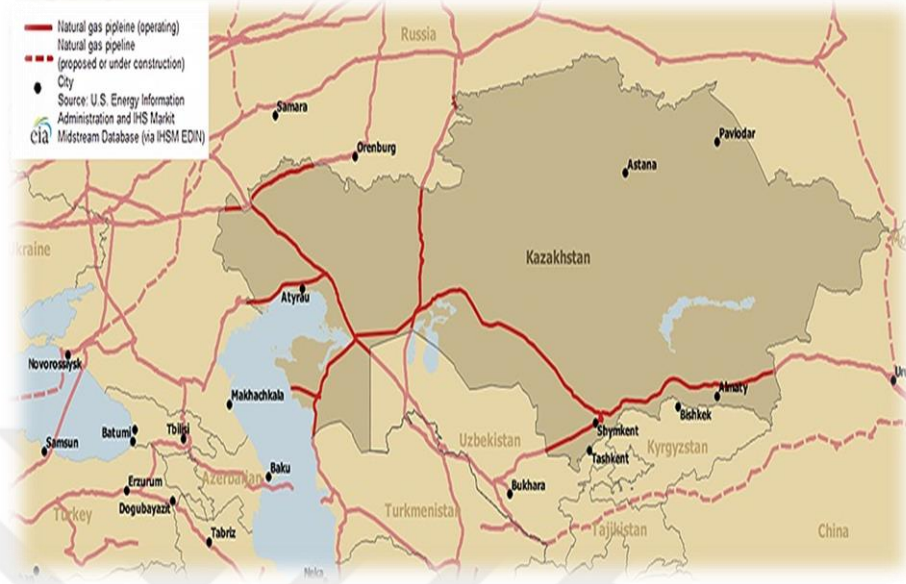 Natural gas pipleine (operating)
Natural gas pipeline
(proposed or under construction)
City
Source: U.S. Energy Information
Administration and IHS Markit
Midstream Database (via IHSM EDIN)
eia
Russia
Samara
Orenburg
Pavlodar
Astana
Ukraine
Kazakhstan
Atyrau
Novorossiysk
Makhachkala
Almaty
Bishkek
Shymkent
Samsun
Batumi
Tbilisi
Uzbekistan
Kyrgyzstan
Tashkent
Baku
Azerbaijan
Bukhara
Erzurum
Dogubayazit
Turkey
Turkmenistan
Tajikistan
China
Tabriz
Neka